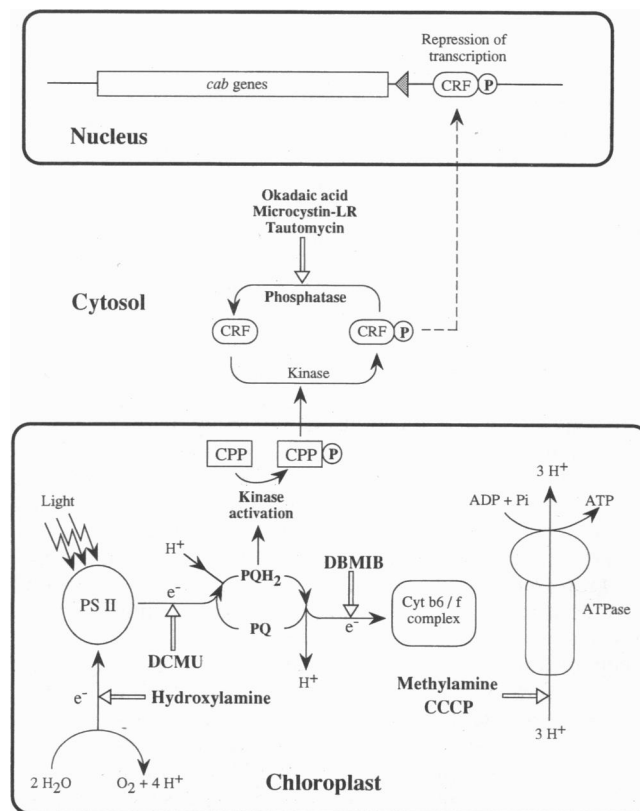 Repression of
transcription
cab genes
CRF P
Nucleus
Okadaic acid
Microcystin-LR
Tautomycin
Cytosol
Phosphatase
CRF
CRF P
Kinase
CPP
CPP P
Light
Kinase
activation
3 H+
ADP + Pi
ATP
H+
PS II
e-
PQH2
DBMIB
PQ
e-
Cyt b6 / f
complex
ATPase
DCMU
H+
e-
Hydroxylamine
Methylamine
CCCP
-
2 H2O
O2 + 4 H+
3 H+
Chloroplast